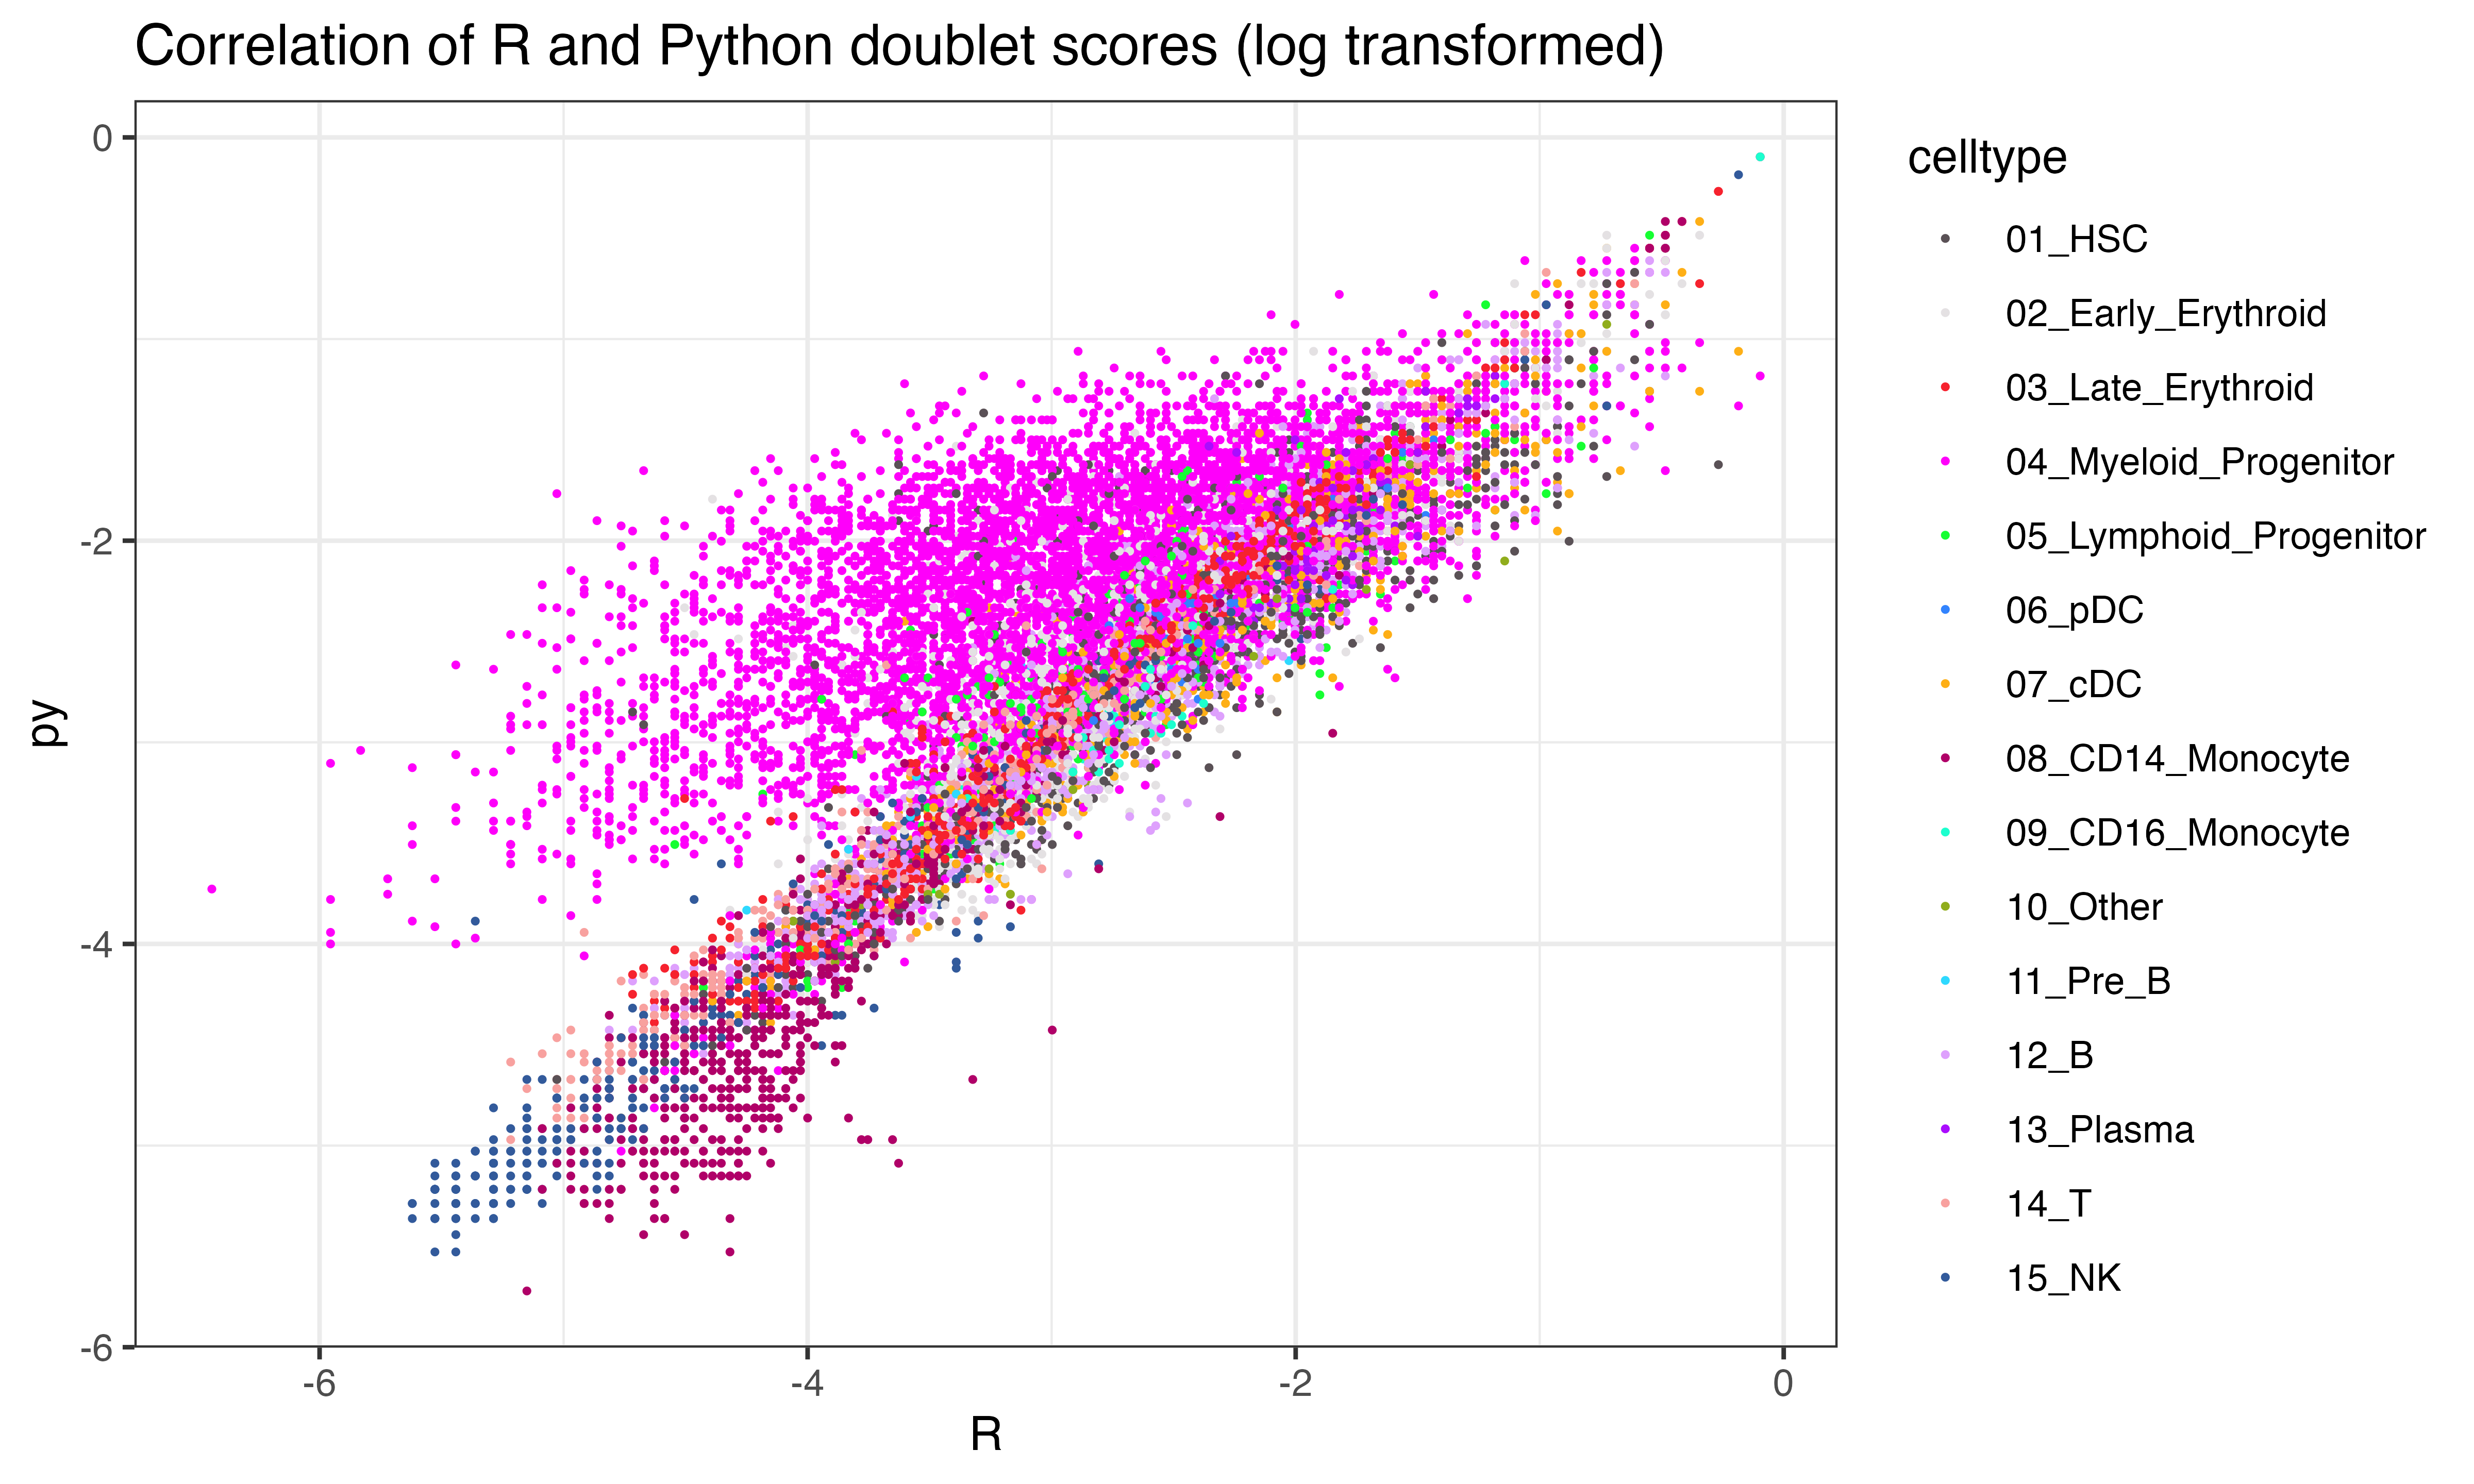 Correlation of R and Python doublet scores (log transformed)
0
-2
-4
-6
py
-6
-4
-2
0
R
celltype
01_HSC
02_Early_Erythroid
03_Late_Erythroid
04_Myeloid_Progenitor
05_Lymphoid_Progenitor
06_pDC
07_cDC
08_CD14_Monocyte
09_CD16_Monocyte
10_Other
11_Pre_B
12_B
13_Plasma
14_T
15_NK